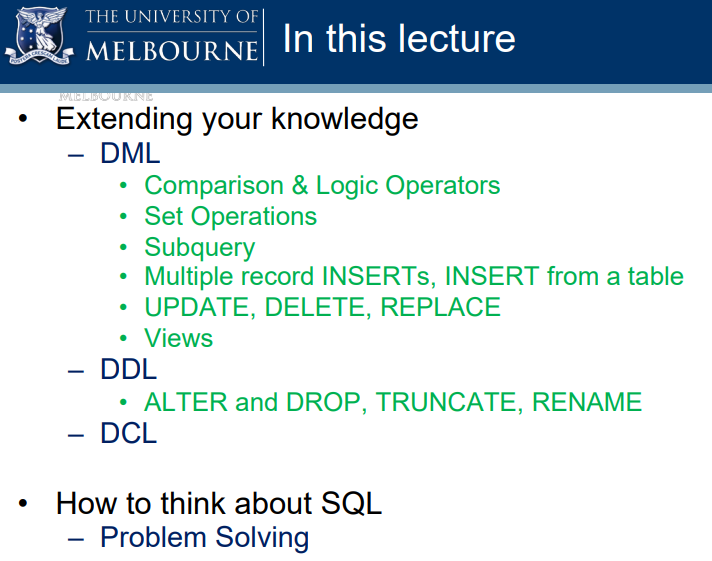 THE UNIVERSITY OF
MELBOURNE
In this lecture
MELBOURNE
• Extending your knowledge
– DML
• Comparison & Logic Operators
• Set Operations
• Subquery
• Multiple record INSERTs, INSERT from a table
• UPDATE, DELETE, REPLACE
• Views
– DDL
• ALTER and DROP, TRUNCATE, RENAME
– DCL
• How to think about SQL
– Problem Solving